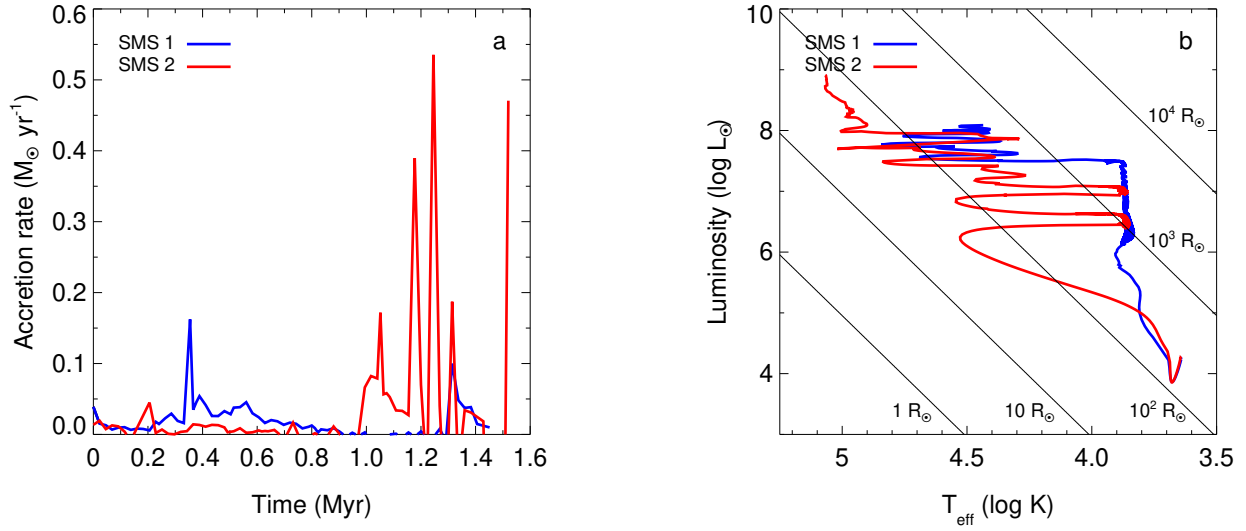 a
SMS 1
SMS 2
Accretion rate (M☉ yr⁻¹)
0.6
0.5
0.4
0.3
0.2
0.1
0.0
0 0.2 0.4 0.6 0.8 1.0 1.2 1.4 1.6
Time (Myr)
b
SMS 1
SMS 2
Luminosity (log L☉)
10
8
6
4
10⁴ R☉
10³ R☉
1 R☉ 10 R☉ 10² R☉
5 4.5 4.0 3.5
T_eff (log K)